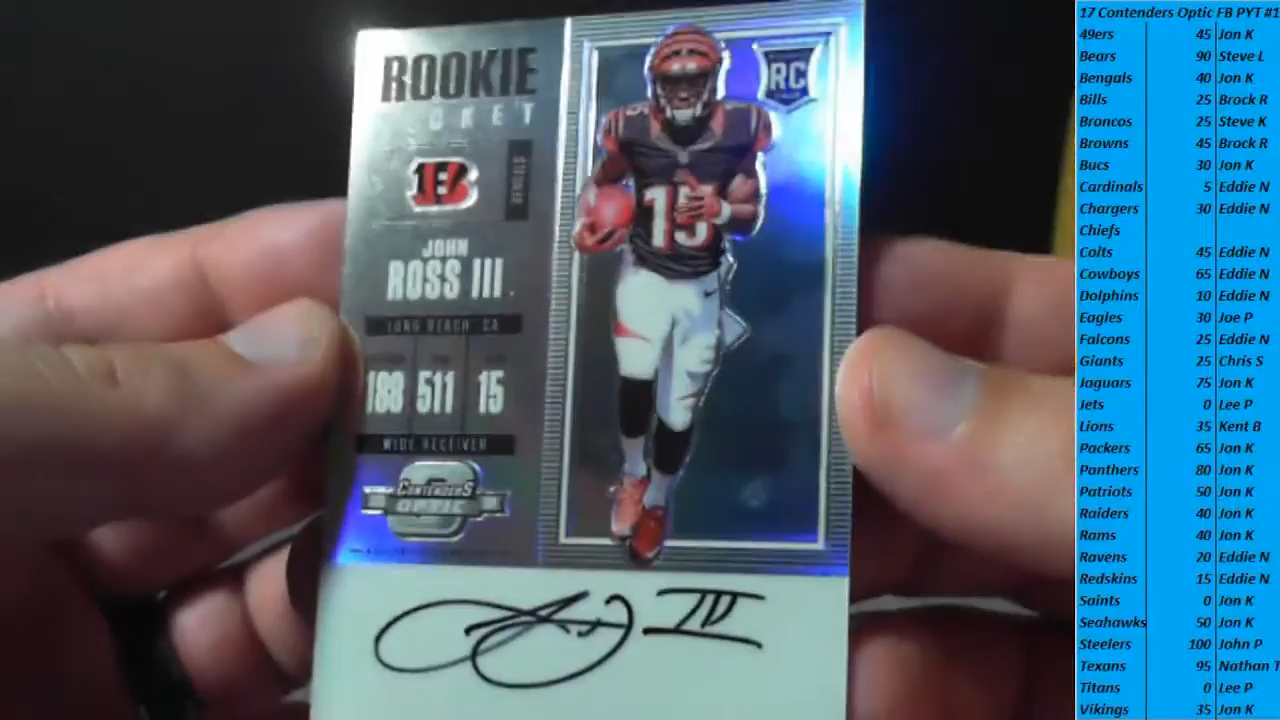 ROOKIE
TICKET
B
BENGALS
JOHN
ROSS III
LONG BEACH, CA
188 511 15
WIDE RECEIVER
CONTENDERS
OPTIC
RC
15
17 Contenders Optic FB PYT #1
49ers 45 Jon K
Bears 90 Steve L
Bengals 40 Jon K
Bills 25 Brock R
Broncos 25 Steve K
Browns 45 Brock R
Bucs 30 Jon K
Cardinals 5 Eddie N
Chargers 30 Eddie N
Chiefs
Colts 45 Eddie N
Cowboys 65 Eddie N
Dolphins 10 Eddie N
Eagles 30 Joe P
Falcons 25 Eddie N
Giants 25 Chris S
Jaguars 75 Jon K
Jets 0 Lee P
Lions 35 Kent B
Packers 65 Jon K
Panthers 80 Jon K
Patriots 50 Jon K
Raiders 40 Jon K
Rams 40 Jon K
Ravens 20 Eddie N
Redskins 15 Eddie N
Saints 0 Jon K
Seahawks 50 Jon K
Steelers 100 John P
Texans 95 Nathan T
Titans 0 Lee P
Vikings 35 Jon K